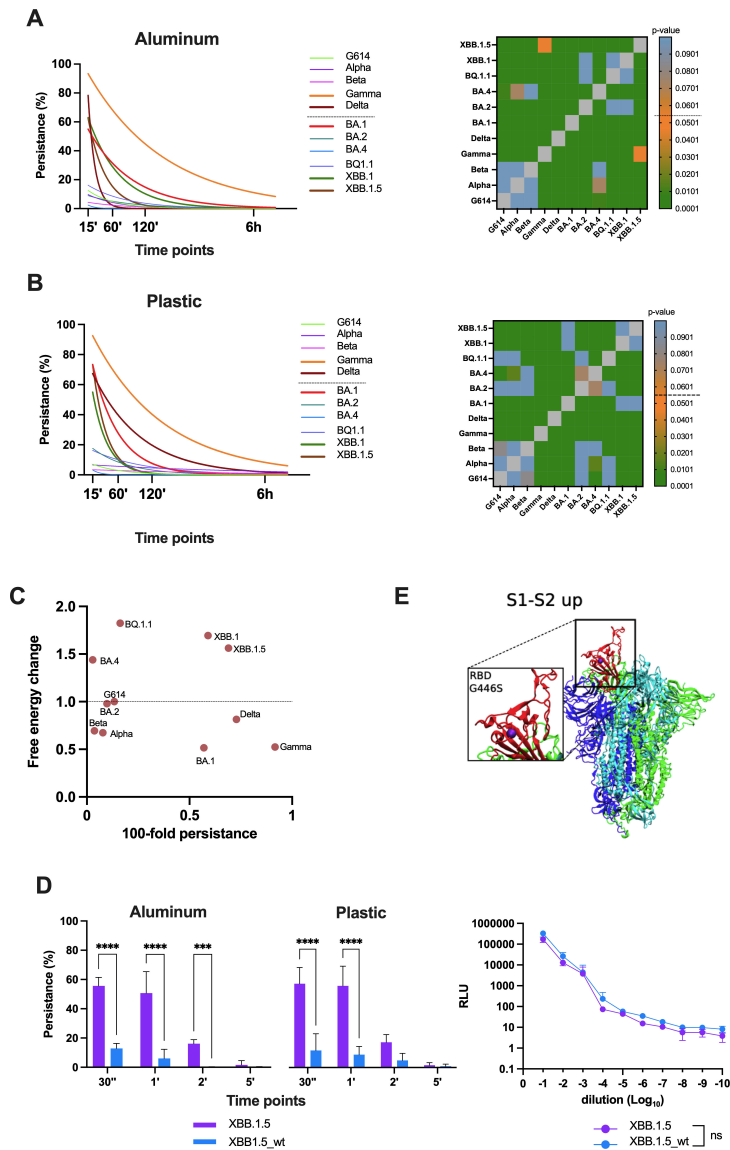 A
Aluminum
Persistance (%)
100
80
60
40
20
0
15'
60'
120'
6h
Time points
G614
Alpha
Beta
Gamma
Delta
BA.1
BA.2
BA.4
BQ1.1
XBB.1
XBB.1.5
XBB.1.5
XBB.1
BQ.1.1
BA.4
BA.2
BA.1
Delta
Gamma
Beta
Alpha
G614
G614
Alpha
Beta
Gamma
Delta
BA.1
BA.2
BA.4
BQ.1.1
XBB.1
XBB.1.5
p-value
0.0901
0.0801
0.0701
0.0601
0.0501
0.0401
0.0301
0.0201
0.0101
0.0001
B
Plastic
Persistance (%)
100
80
60
40
20
0
15'
60'
120'
6h
Time points
G614
Alpha
Beta
Gamma
Delta
BA.1
BA.2
BA.4
BQ1.1
XBB.1
XBB.1.5
XBB.1.5
XBB.1
BQ.1.1
BA.4
BA.2
BA.1
Delta
Gamma
Beta
Alpha
G614
G614
Alpha
Beta
Gamma
Delta
BA.1
BA.2
BA.4
BQ.1.1
XBB.1
XBB.1.5
p-value
0.0901
0.0801
0.0701
0.0601
0.0501
0.0401
0.0301
0.0201
0.0101
0.0001
C
Free energy change
2.0
1.5
1.0
0.5
0.0
0
0.5
1
100-fold persistance
BQ.1.1
XBB.1
XBB.1.5
BA.4
G614
BA.2
Beta
Alpha
Delta
BA.1
Gamma
E
S1-S2 up
RBD
G446S
D
Aluminum
Plastic
Persistance (%)
100
80
60
40
20
0
****
****
***
****
****
30"
1'
2'
5'
30"
1'
2'
5'
Time points
XBB.1.5
XBB1.5_wt
RLU
1000000
100000
10000
1000
100
10
1
0.1
-1
-2
-3
-4
-5
-6
-7
-8
-9
-10
dilution (Log10)
XBB.1.5
XBB.1.5_wt
ns